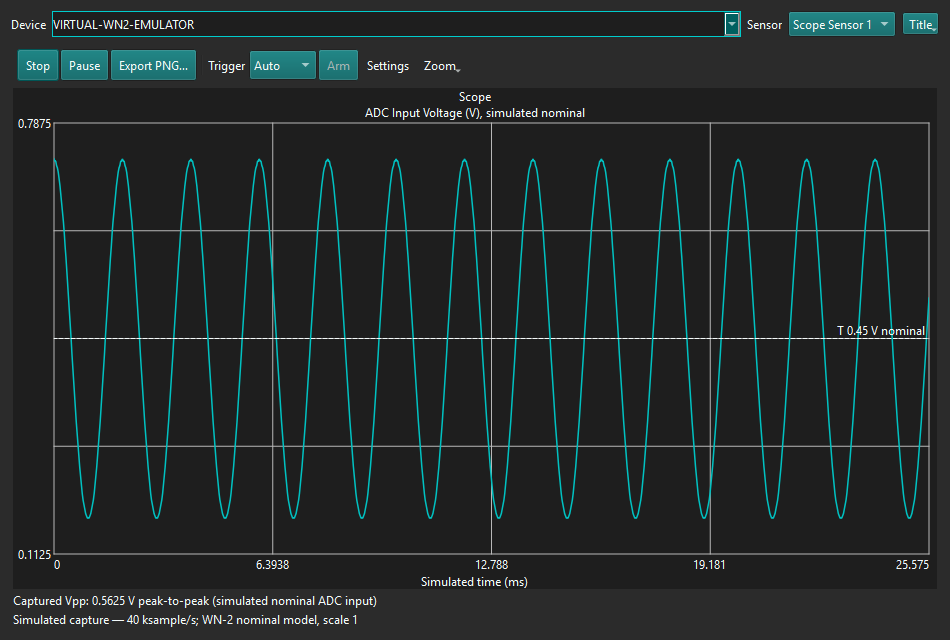 Device VIRTUAL-WN2-EMULATOR Sensor Scope Sensor 1 Title
Stop Pause Export PNG... Trigger Auto Arm Settings Zoom
Scope
ADC Input Voltage (V), simulated nominal
0.7875
T 0.45 V nominal
0.1125
0 6.3938 12.788 19.181 25.575
Simulated time (ms)
Captured Vpp: 0.5625 V peak-to-peak (simulated nominal ADC input)
Simulated capture — 40 ksample/s; WN-2 nominal model, scale 1